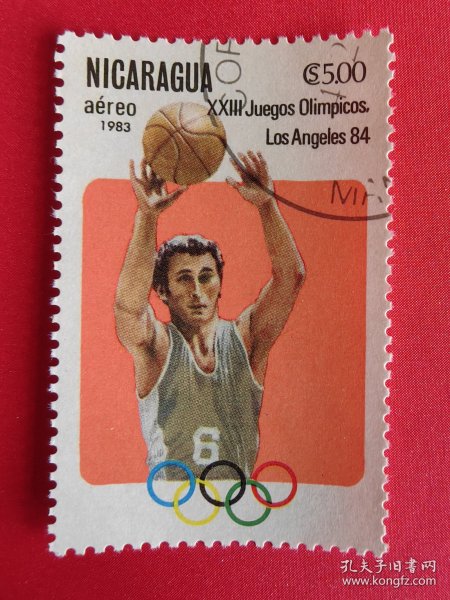 NICARAGUA
C$5.00
aéreo
1983
XXIII Juegos Olimpicos,
Los Angeles 84
MAN
6
孔夫子旧书网
www.kongfz.com